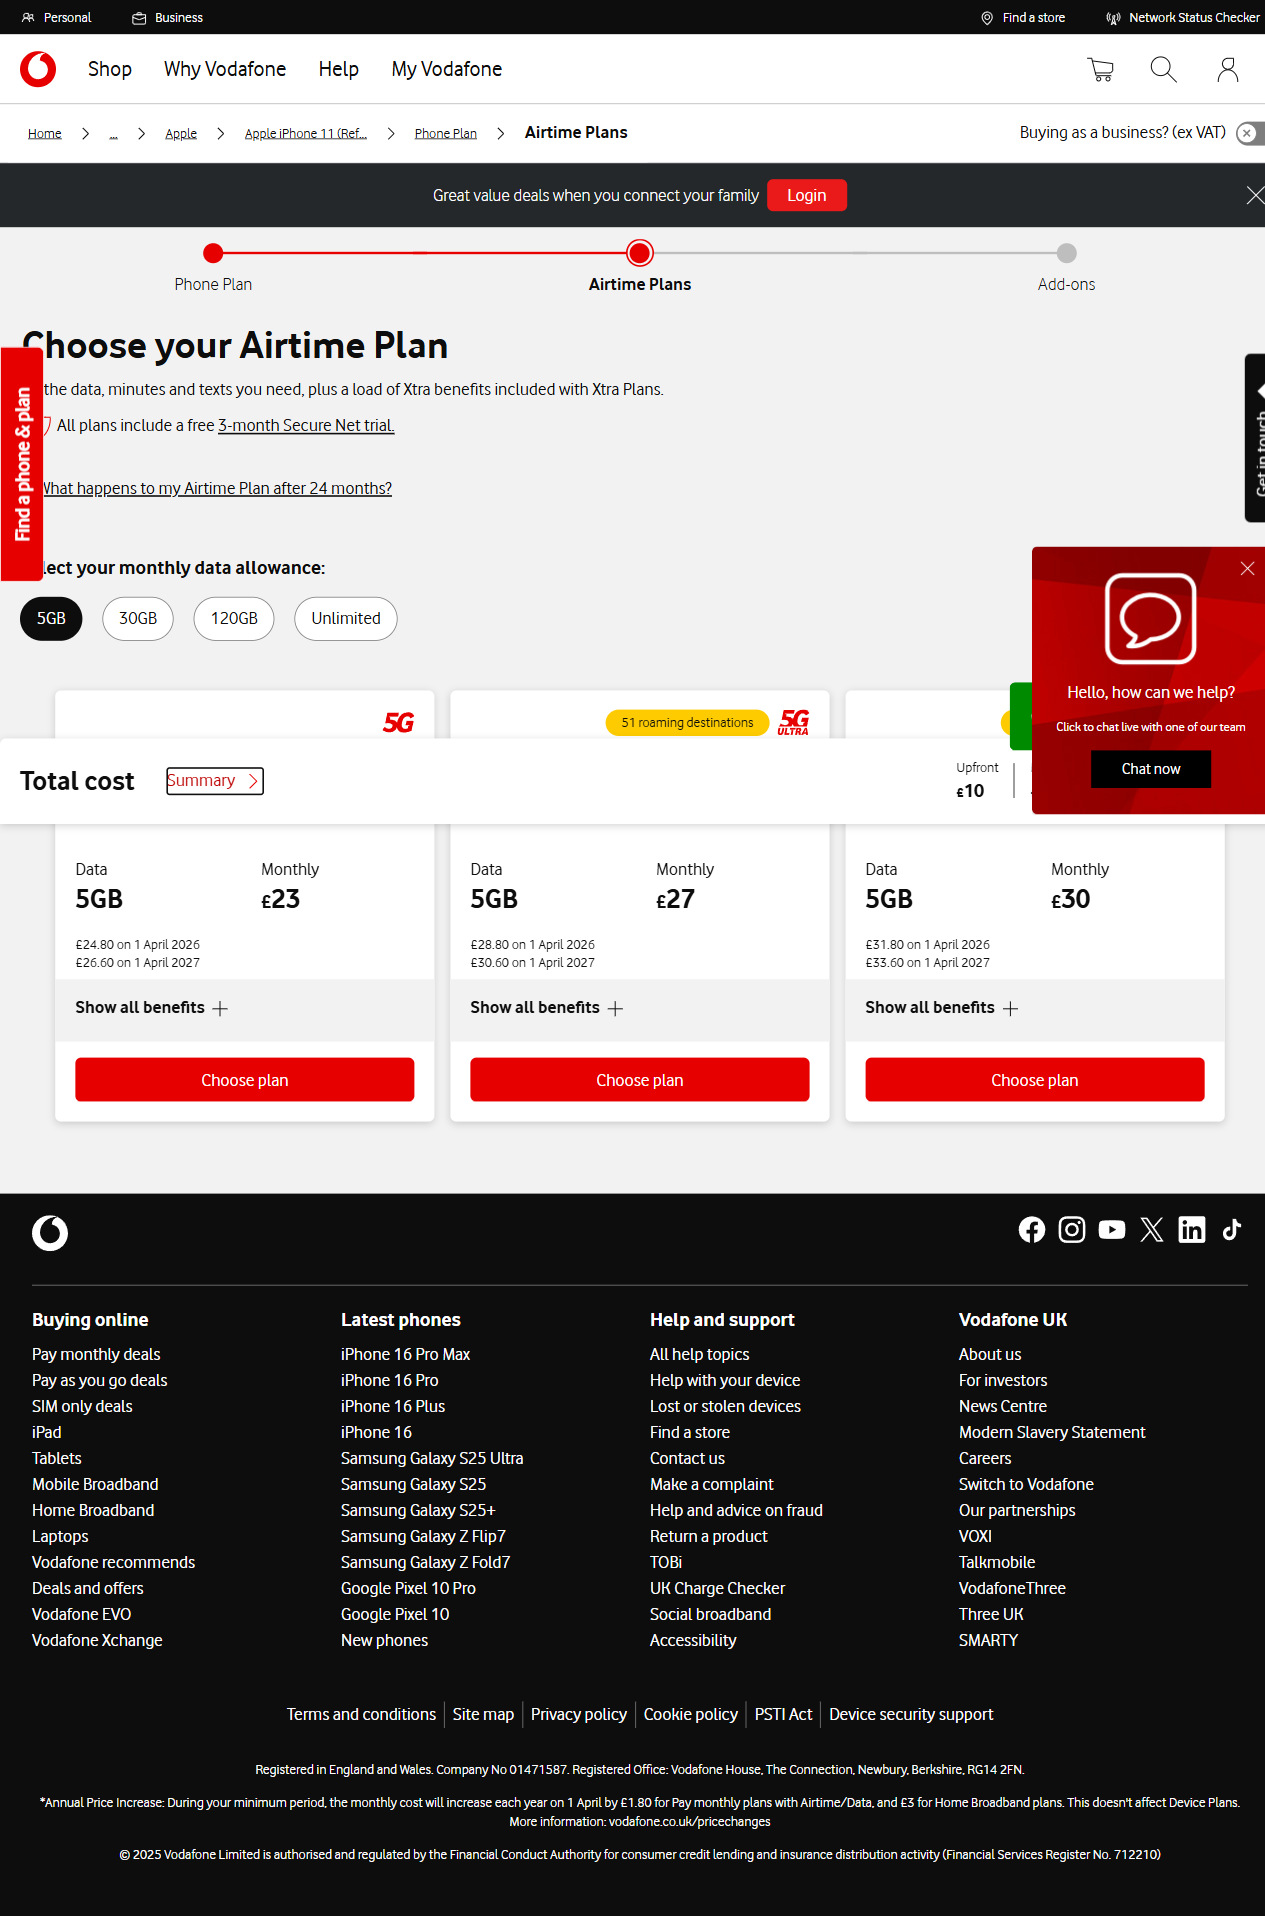 Personal
Business
Find a store
Network Status Checker
Shop
Why Vodafone
Help
My Vodafone
Home
...
Apple
Apple iPhone 11 (Ref...
Phone Plan
Airtime Plans
Buying as a business? (ex VAT)
Great value deals when you connect your family
Login
Phone Plan
Airtime Plans
Add-ons
Choose your Airtime Plan
the data, minutes and texts you need, plus a load of Xtra benefits included with Xtra Plans.
All plans include a free 3-month Secure Net trial.
What happens to my Airtime Plan after 24 months?
Find a phone & plan
Get in touch
lect your monthly data allowance:
5GB
30GB
120GB
Unlimited
Hello, how can we help?
Click to chat live with one of our team
Chat now
5G
51 roaming destinations
5G ULTRA
Total cost
Summary
Upfront
£10
Data
Monthly
5GB
£23
£24.80 on 1 April 2026
£26.60 on 1 April 2027
Show all benefits
Choose plan
Data
Monthly
5GB
£27
£28.80 on 1 April 2026
£30.60 on 1 April 2027
Show all benefits
Choose plan
Data
Monthly
5GB
£30
£31.80 on 1 April 2026
£33.60 on 1 April 2027
Show all benefits
Choose plan
Buying online
Pay monthly deals
Pay as you go deals
SIM only deals
iPad
Tablets
Mobile Broadband
Home Broadband
Laptops
Vodafone recommends
Deals and offers
Vodafone EVO
Vodafone Xchange
Latest phones
iPhone 16 Pro Max
iPhone 16 Pro
iPhone 16 Plus
iPhone 16
Samsung Galaxy S25 Ultra
Samsung Galaxy S25
Samsung Galaxy S25+
Samsung Galaxy Z Flip7
Samsung Galaxy Z Fold7
Google Pixel 10 Pro
Google Pixel 10
New phones
Help and support
All help topics
Help with your device
Lost or stolen devices
Find a store
Contact us
Make a complaint
Help and advice on fraud
Return a product
TOBi
UK Charge Checker
Social broadband
Accessibility
Vodafone UK
About us
For investors
News Centre
Modern Slavery Statement
Careers
Switch to Vodafone
Our partnerships
VOXI
Talkmobile
VodafoneThree
Three UK
SMARTY
Terms and conditions
Site map
Privacy policy
Cookie policy
PSTI Act
Device security support
Registered in England and Wales. Company No 01471587. Registered Office: Vodafone House, The Connection, Newbury, Berkshire, RG14 2FN.
*Annual Price Increase: During your minimum period, the monthly cost will increase each year on 1 April by £1.80 for Pay monthly plans with Airtime/Data, and £3 for Home Broadband plans. This doesn't affect Device Plans.
More information: vodafone.co.uk/pricechanges
© 2025 Vodafone Limited is authorised and regulated by the Financial Conduct Authority for consumer credit lending and insurance distribution activity (Financial Services Register No. 712210)